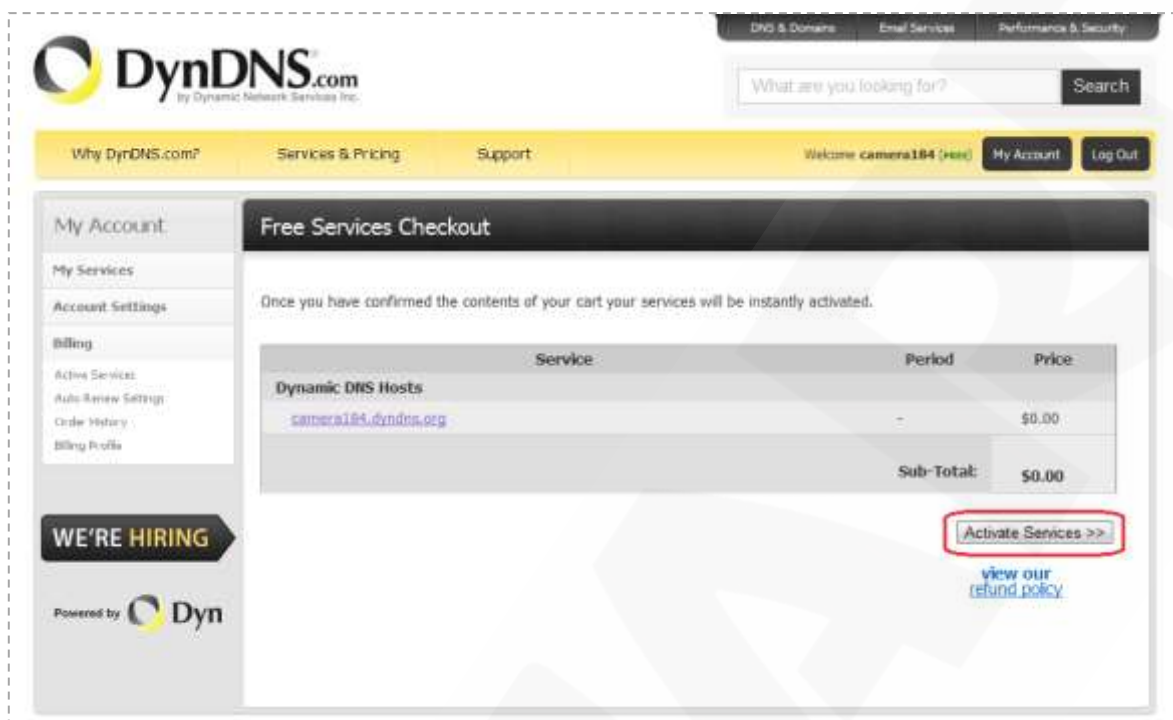 DNS & Domains Email Services Performance & Security
DynDNS.com
by Dynamic Network Services Inc.
What are you looking for? Search
Why DynDNS.com? Services & Pricing Support Welcome camera184 (FREE) My Account Log Out
My Account
Free Services Checkout
My Services
Account Settings
Billing
Active Services
Auto Renew Settings
Order History
Billing Profile
Once you have confirmed the contents of your cart your services will be instantly activated.
Service Period Price
Dynamic DNS Hosts
camera184.dyndns.org - $0.00
Sub-Total: $0.00
Activate Services >>
view our
refund policy
WE'RE HIRING
Powered by Dyn